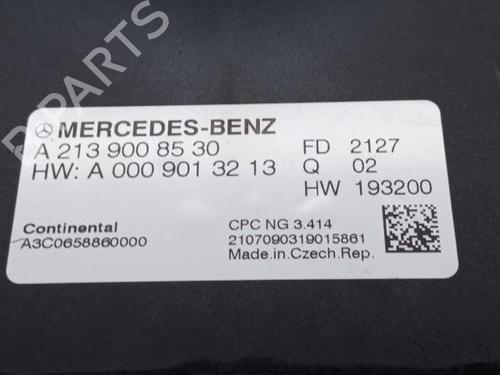 B-PARTS
MERCEDES-BENZ
A 213 900 85 30 FD 2127
HW: A 000 901 32 13 Q 02
HW 193200
Continental CPC NG 3.414
A3C0658860000 2107090319015861
Made.in.Czech.Rep.